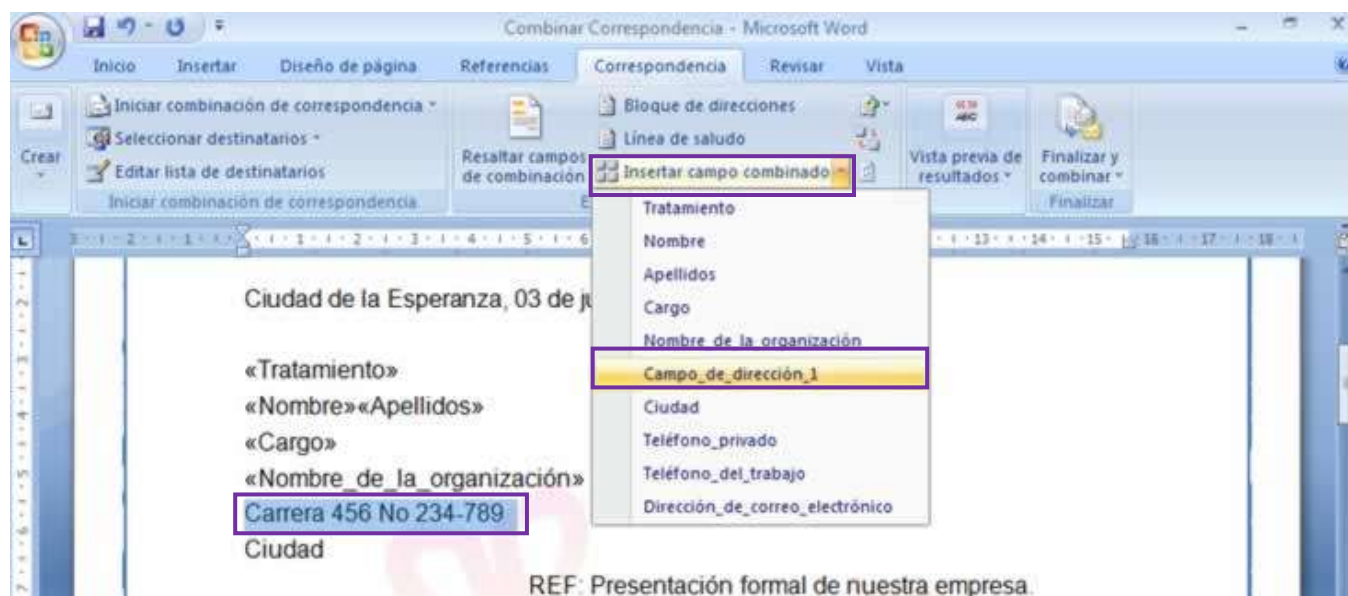 Combinar Correspondencia - Microsoft Word
Inicio Insertar Diseño de página Referencias Correspondencia Revisar Vista
Crear
Iniciar combinación de correspondencia
Seleccionar destinatarios
Editar lista de destinatarios
Iniciar combinación de correspondencia
Resaltar campos de combinación
Bloque de direcciones
Línea de saludo
Insertar campo combinado
Vista previa de resultados
Finalizar y combinar
Finalizar
Tratamiento
Nombre
Apellidos
Cargo
Nombre_de_la_organización
Campo_de_dirección_1
Ciudad
Teléfono_privado
Teléfono_del_trabajo
Dirección_de_correo_electrónico
Ciudad de la Esperanza, 03 de ju
«Tratamiento»
«Nombre»«Apellidos»
«Cargo»
«Nombre_de_la_organización»
Carrera 456 No 234-789
Ciudad
REF: Presentación formal de nuestra empresa.